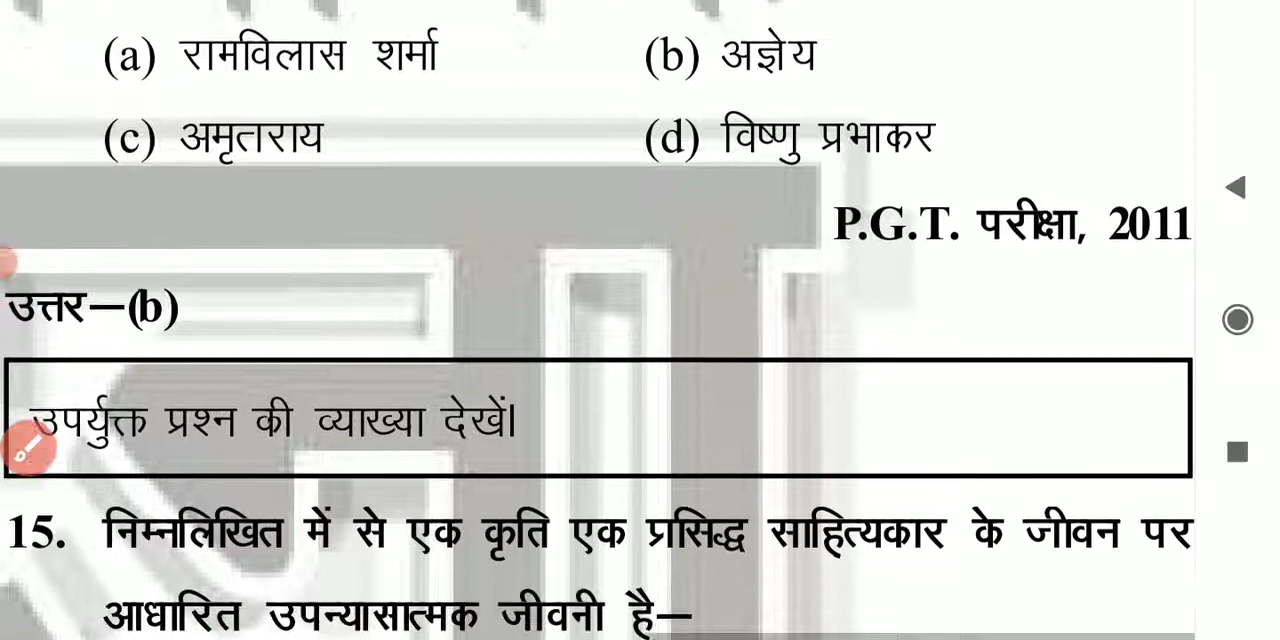 (a) रामविलास शर्मा (b) अज्ञेय
(c) अमृतराय (d) विष्णु प्रभाकर
P.G.T. परीक्षा, 2011
उत्तर—(b)
उपर्युक्त प्रश्न की व्याख्या देखें।
15. निम्नलिखित में से एक कृति एक प्रसिद्ध साहित्यकार के जीवन पर
आधारित उपन्यासात्मक जीवनी है—